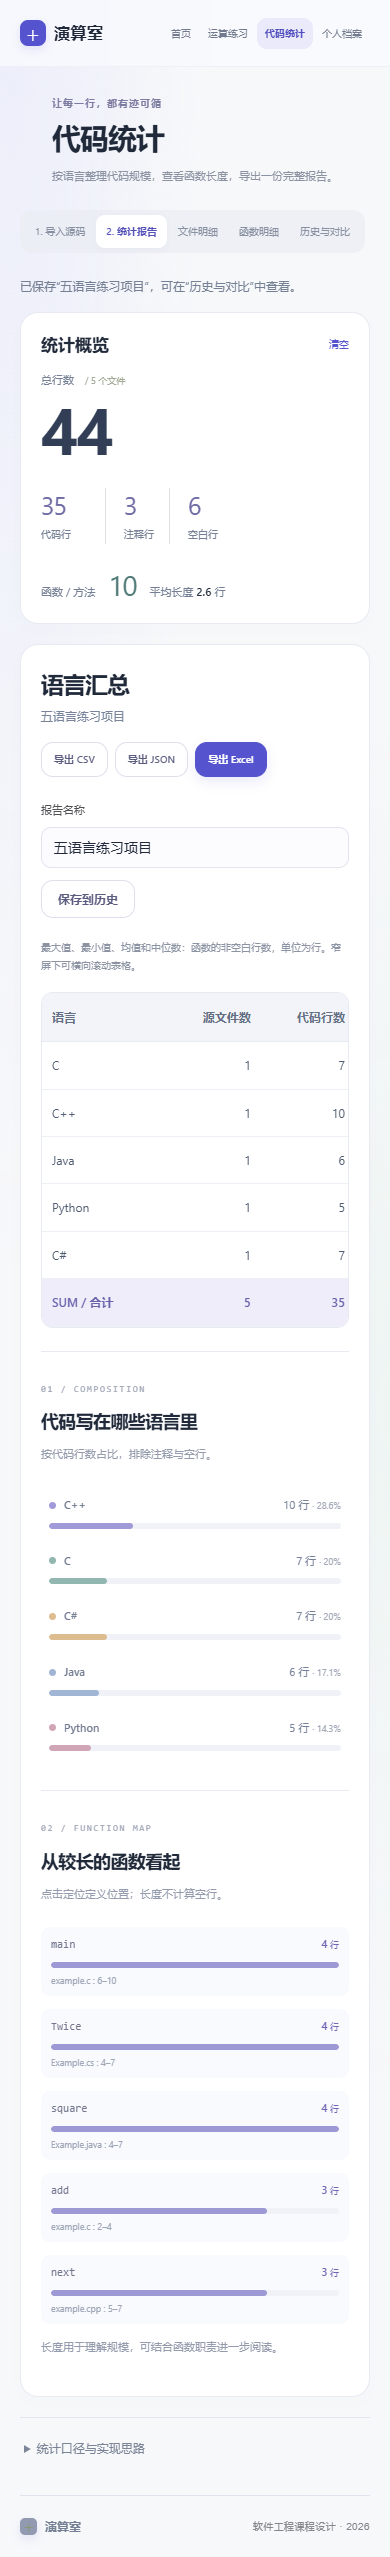 演算室
首页 运算练习 代码统计 个人档案
让每一行，都有迹可循
代码统计
按语言整理代码规模，查看函数长度，导出一份完整报告。
1. 导入源码 2. 统计报告 文件明细 函数明细 历史与对比
已保存“五语言练习项目”，可在“历史与对比”中查看。
统计概览 清空
总行数 / 5 个文件
44
35 3 6
代码行 注释行 空白行
函数 / 方法 10 平均长度 2.6 行
语言汇总
五语言练习项目
导出 CSV 导出 JSON 导出 Excel
报告名称
五语言练习项目
保存到历史
最大值、最小值、均值和中位数：函数的非空白行数，单位为行。窄
屏下可横向滚动表格。
语言 源文件数 代码行数
C 1 7
C++ 1 10
Java 1 6
Python 1 5
C# 1 7
SUM / 合计 5 35
01 / COMPOSITION
代码写在哪些语言里
按代码行数占比，排除注释与空行。
C++ 10 行 · 28.6%
C 7 行 · 20%
C# 7 行 · 20%
Java 6 行 · 17.1%
Python 5 行 · 14.3%
02 / FUNCTION MAP
从较长的函数看起
点击定位定义位置；长度不计算空行。
main 4 行
example.c : 6–10
Twice 4 行
Example.cs : 4–7
square 4 行
Example.java : 4–7
add 3 行
example.c : 2–4
next 3 行
example.cpp : 5–7
长度用于理解规模，可结合函数职责进一步阅读。
▶ 统计口径与实现思路
演算室 软件工程课程设计 · 2026